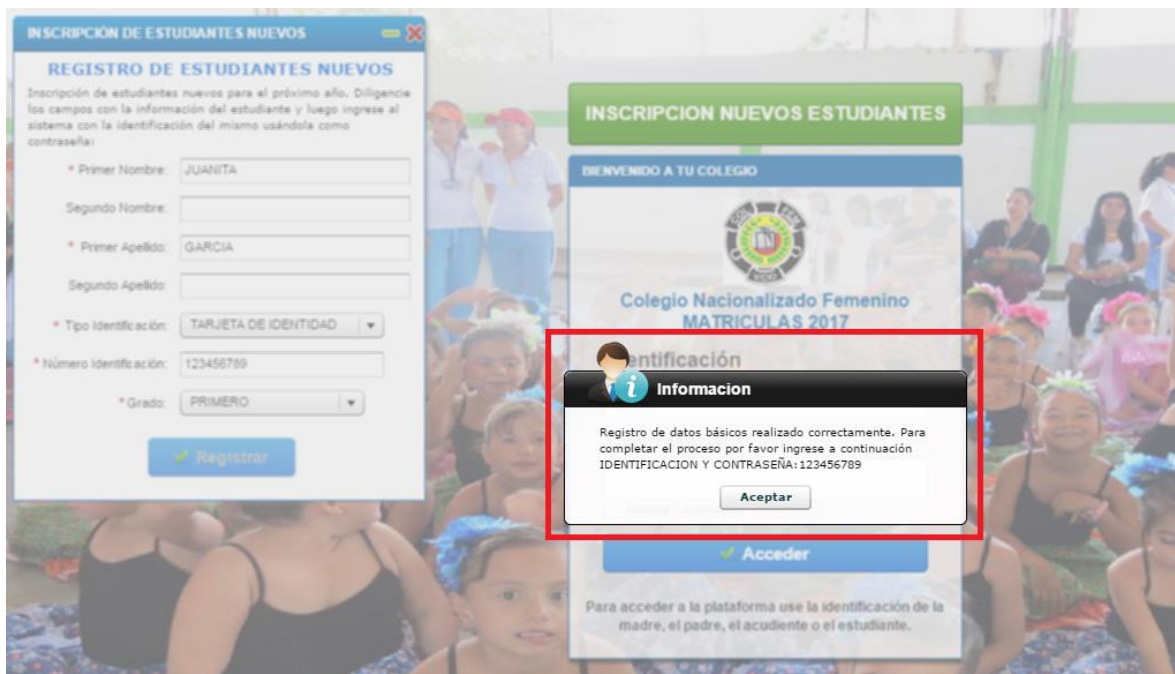 INSCRIPCIÓN DE ESTUDIANTES NUEVOS
REGISTRO DE ESTUDIANTES NUEVOS
Inscripción de estudiantes nuevos para el próximo año. Diligencie
los campos con la información del estudiante y luego ingrese al
sistema con la identificación del mismo usándola como
contraseña:
* Primer Nombre: JUANITA
Segundo Nombre:
* Primer Apellido: GARCIA
Segundo Apellido:
* Tipo Identificación: TARJETA DE IDENTIDAD
* Número Identificación: 123456789
* Grado: PRIMERO
Registrar
INSCRIPCION NUEVOS ESTUDIANTES
BIENVENIDO A TU COLEGIO
COL FEM
VCIO
Colegio Nacionalizado Femenino
MATRICULAS 2017
entificación
Informacion
Registro de datos básicos realizado correctamente. Para
completar el proceso por favor ingrese a continuación
IDENTIFICACION Y CONTRASEÑA:123456789
Aceptar
Acceder
Para acceder a la plataforma use la identificación de la
madre, el padre, el acudiente o el estudiante.